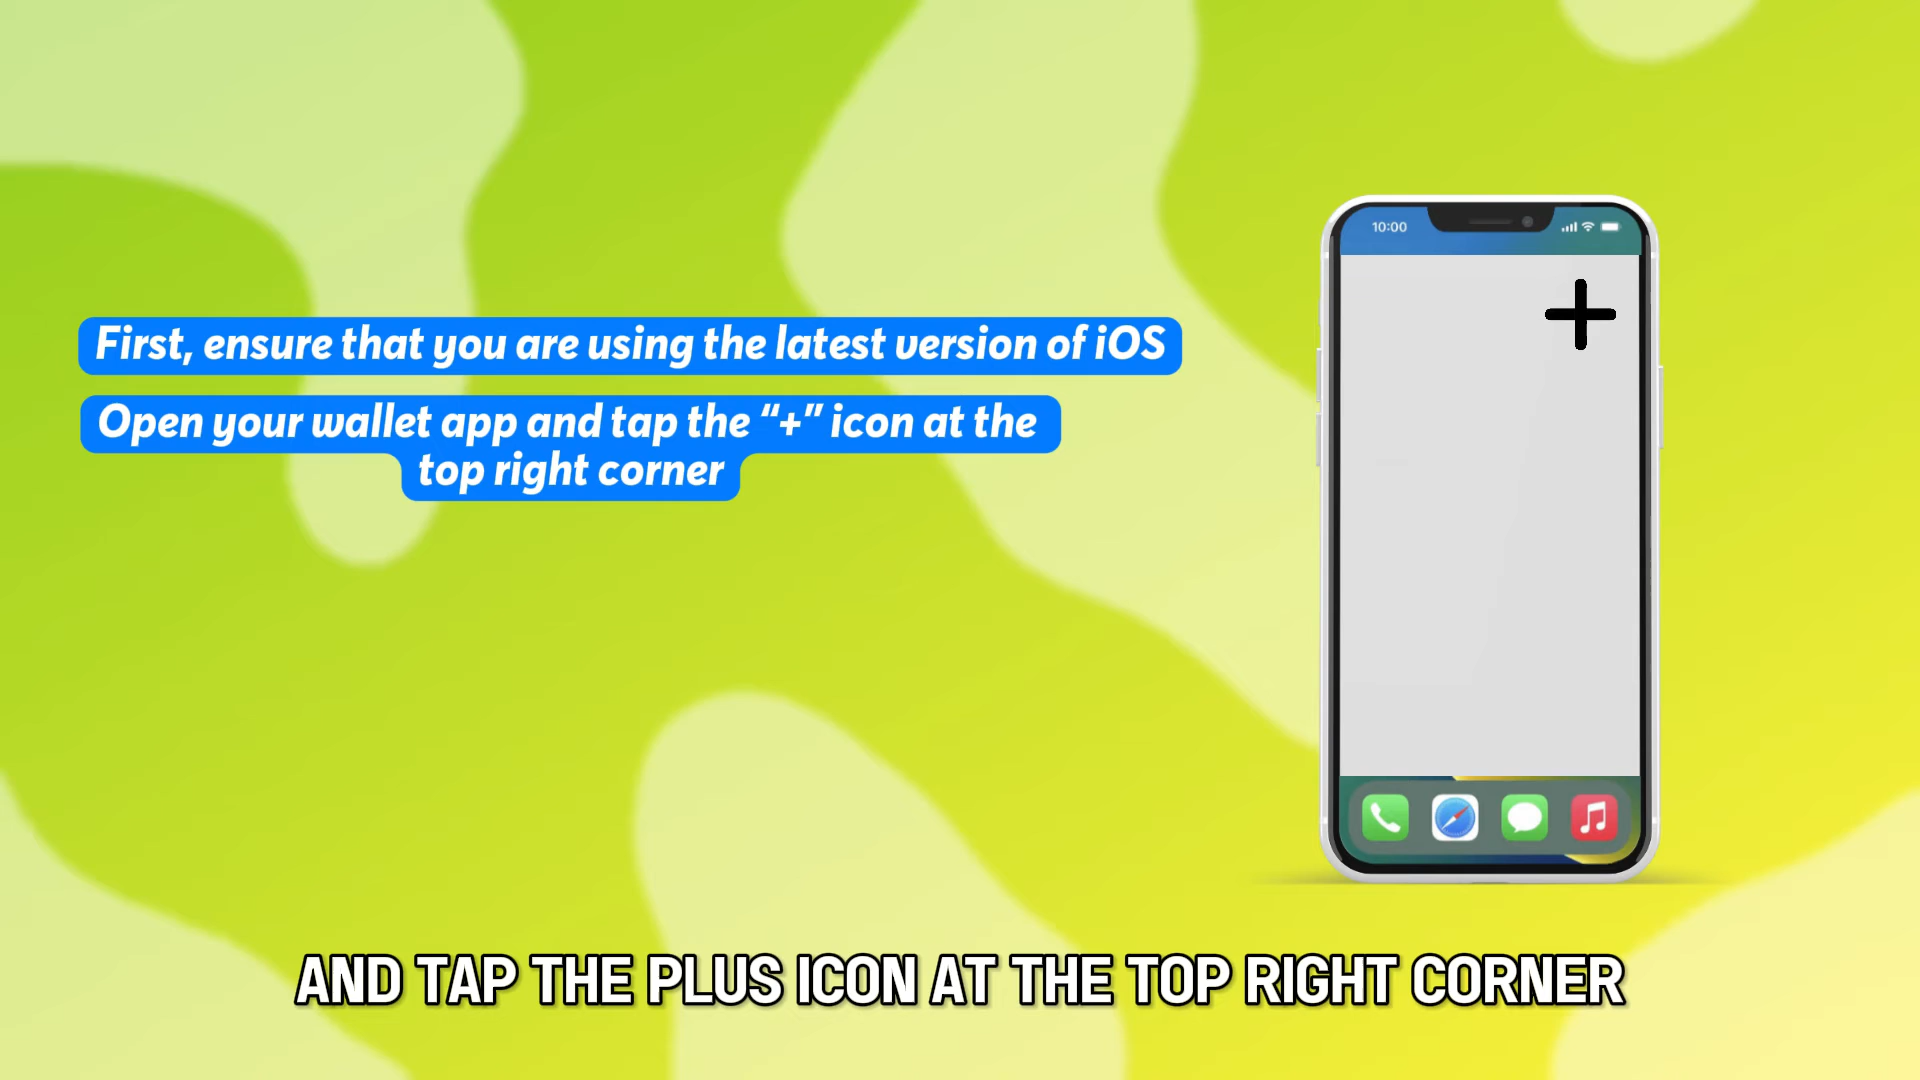 10:00
First, ensure that you are using the latest version of iOS
Open your wallet app and tap the “+” icon at the
top right corner
AND TAP THE PLUS ICON AT THE TOP RIGHT CORNER